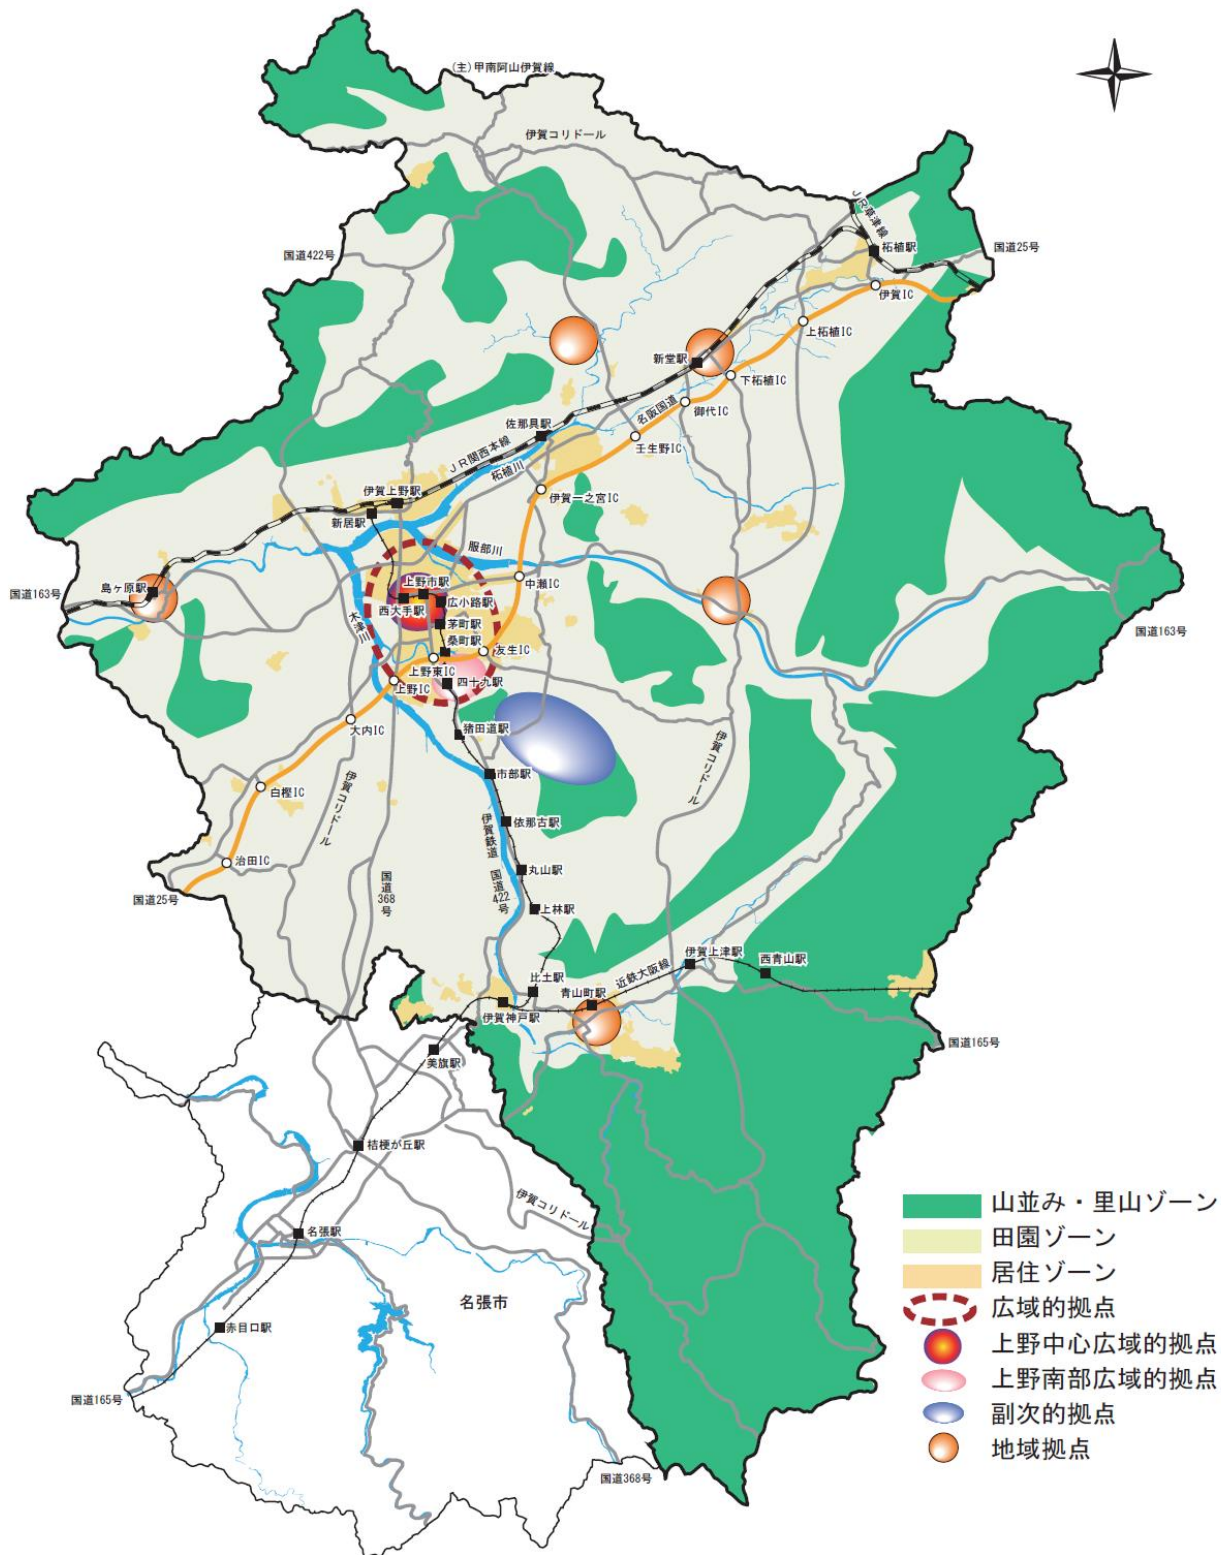 (主)甲南阿山伊賀線
伊賀コリドール
JR草津線
国道422号
柘植駅
国道25号
伊賀IC
上柘植IC
新堂駅
下柘植IC
御代IC
名阪国道
佐那具駅
壬生野IC
JR関西本線
柘植川
伊賀上野駅
伊賀一之宮IC
新居駅
服部川
島ヶ原駅
中瀬IC
国道163号
上野市駅
西大手駅
広小路駅
木津川
茅町駅
国道163号
桑町駅
友生IC
上野東IC
上野IC
四十九駅
猪田道駅
大内IC
伊賀コリドール
市部駅
白樫IC
伊賀コリドール
依那古駅
伊賀鉄道
治田IC
丸山駅
国道25号
国道368号
国道422号
上林駅
伊賀上津駅
西青山駅
近鉄大阪線
比土駅
青山町駅
伊賀神戸駅
国道165号
美旗駅
桔梗が丘駅
伊賀コリドール
名張駅
名張市
赤目口駅
国道165号
国道368号
山並み・里山ゾーン
田園ゾーン
居住ゾーン
広域的拠点
上野中心広域的拠点
上野南部広域的拠点
副次的拠点
地域拠点